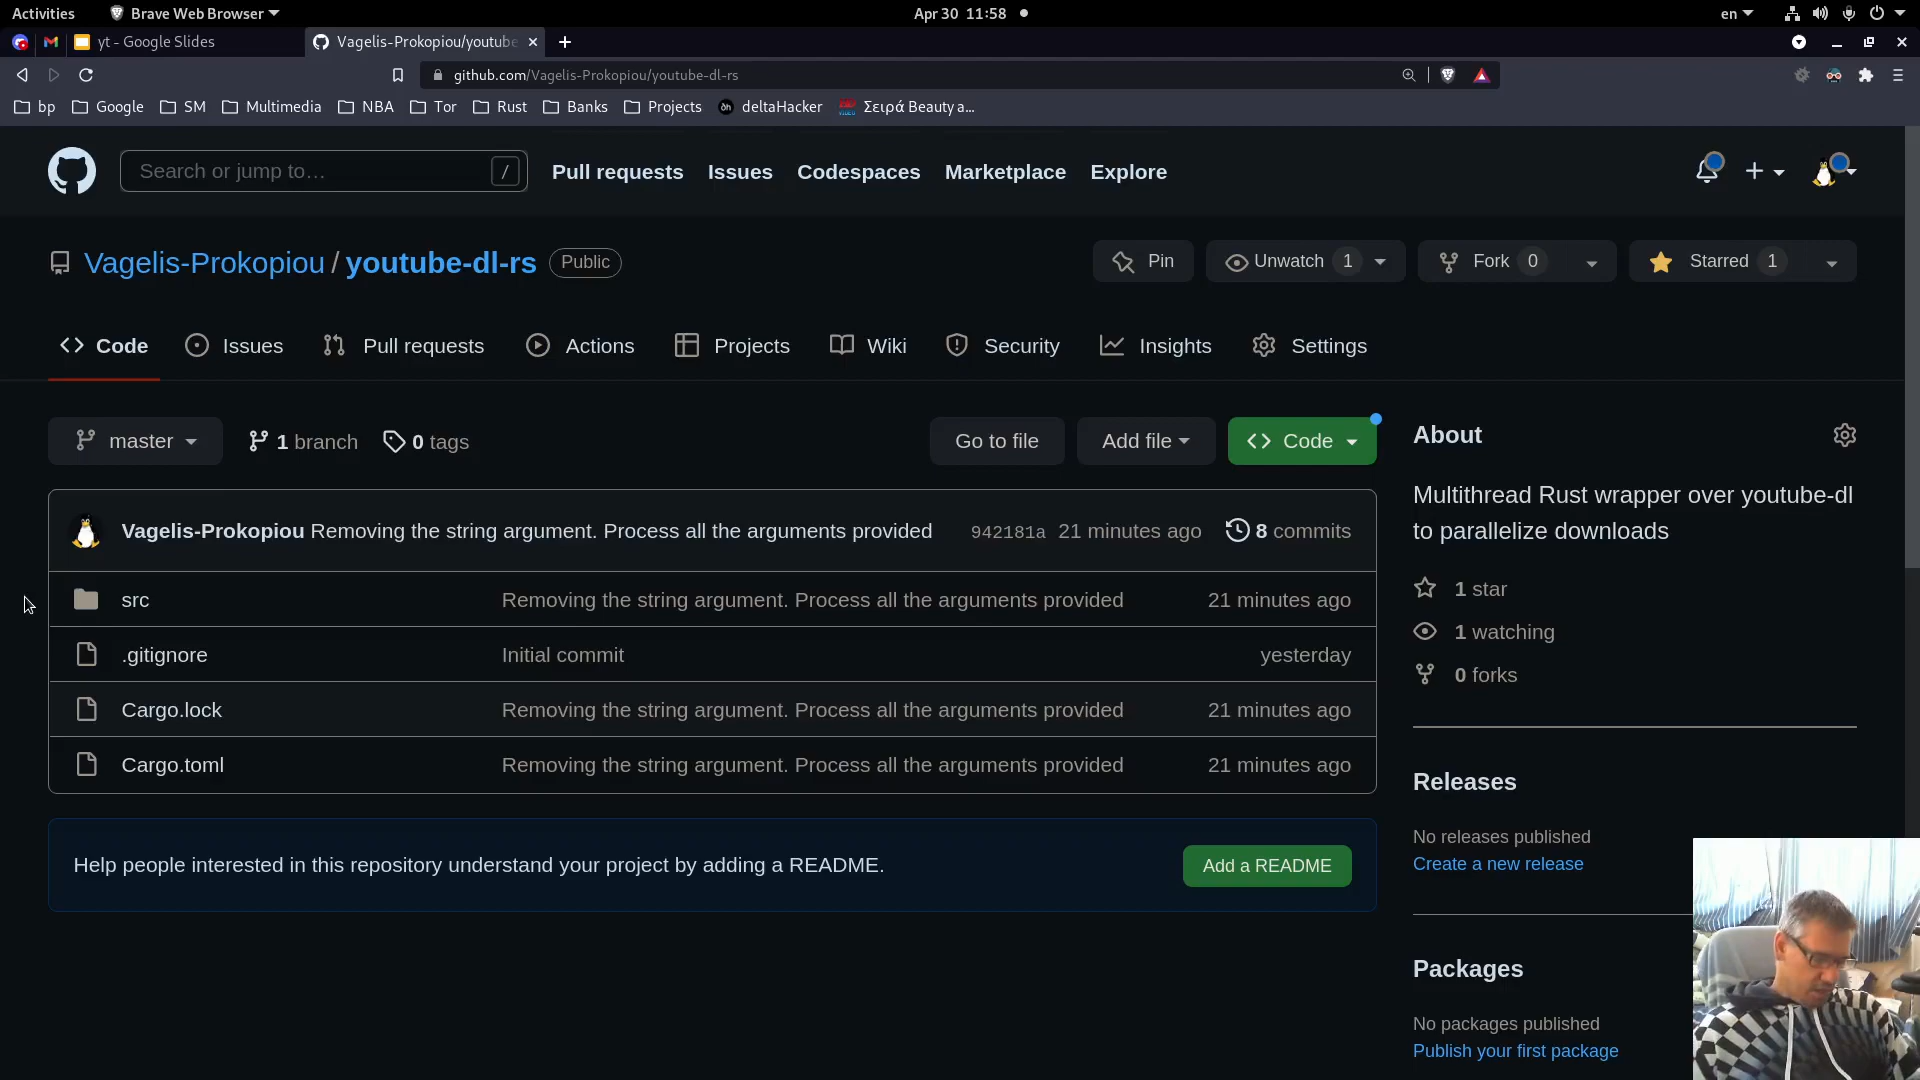 Activities
Brave Web Browser
Apr 30 11:58
en
yt - Google Slides
Vagelis-Prokopiou/youtube
github.com/Vagelis-Prokopiou/youtube-dl-rs
bp
Google
SM
Multimedia
NBA
Tor
Rust
Banks
Projects
deltaHacker
Σειρά Beauty a...
Search or jump to...
/
Pull requests
Issues
Codespaces
Marketplace
Explore
Vagelis-Prokopiou / youtube-dl-rs
Public
Pin
Unwatch 1
Fork 0
Starred 1
Code
Issues
Pull requests
Actions
Projects
Wiki
Security
Insights
Settings
master
1 branch
0 tags
Go to file
Add file
Code
Vagelis-Prokopiou Removing the string argument. Process all the arguments provided
942181a 21 minutes ago
8 commits
src
Removing the string argument. Process all the arguments provided
21 minutes ago
.gitignore
Initial commit
yesterday
Cargo.lock
Removing the string argument. Process all the arguments provided
21 minutes ago
Cargo.toml
Removing the string argument. Process all the arguments provided
21 minutes ago
Help people interested in this repository understand your project by adding a README.
Add a README
About
Multithread Rust wrapper over youtube-dl
to parallelize downloads
1 star
1 watching
0 forks
Releases
No releases published
Create a new release
Packages
No packages published
Publish your first package